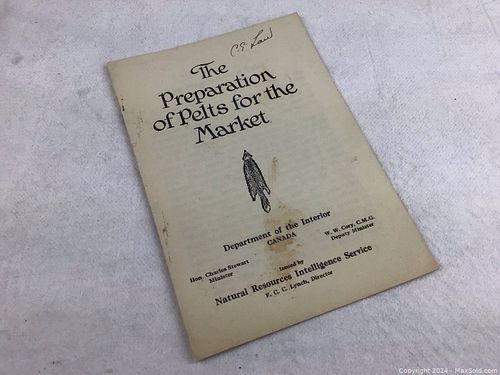 C.S. Law
The
Preparation
of Pelts for the
Market
Department of the Interior
CANADA
Hon. Charles Stewart
Minister
W. W. Cory, C.M.G.
Deputy Minister
Issued by
Natural Resources Intelligence Service
F. C. C. Lynch, Director
Copyright 2024 - MaxSold.com